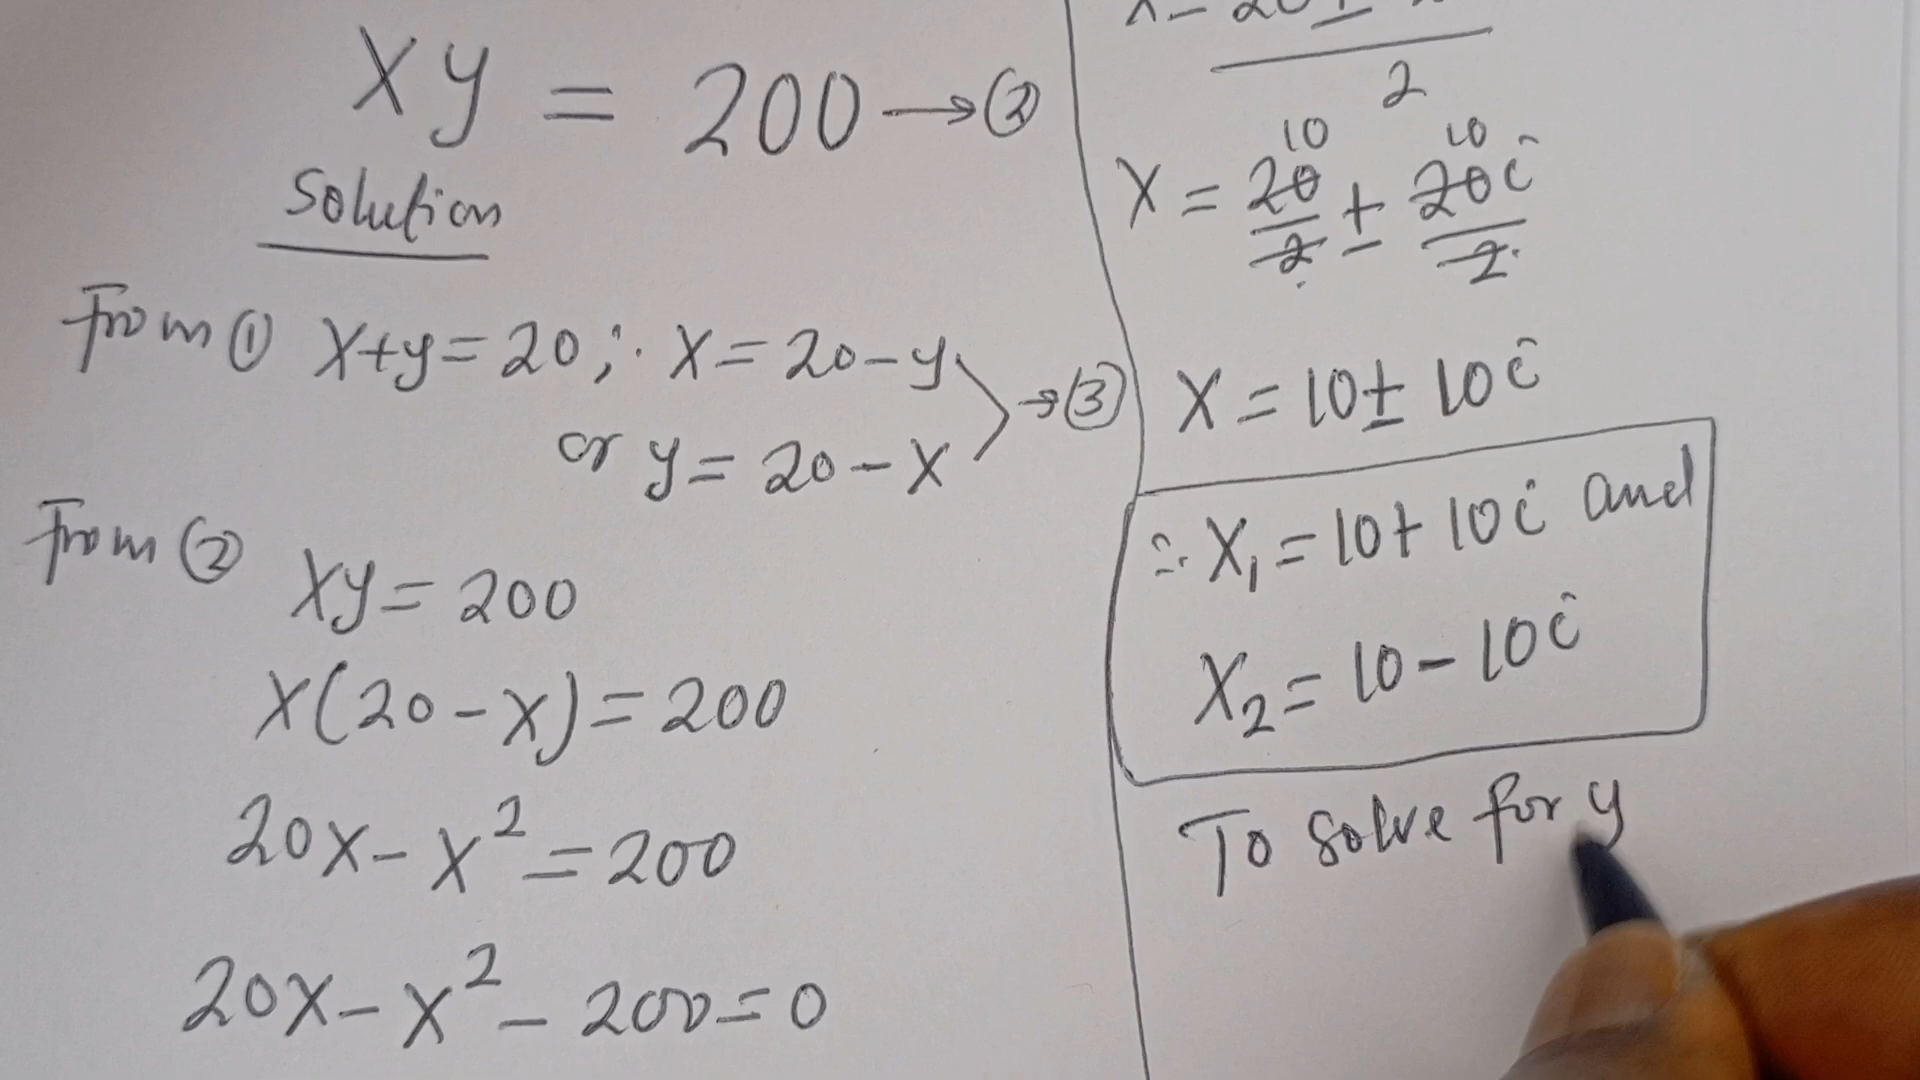 xy = 200 → ②
Solution
From ① x+y=20; ∴ x=20-y
or y=20-x → ③
From ② xy=200
x(20-x)=200
20x-x²=200
20x-x²-200=0
2
10 10
x = 20/2 ± 20i/2
x = 10 ± 10i
∴ x₁ = 10+10i and
x₂ = 10-10i
To solve for y